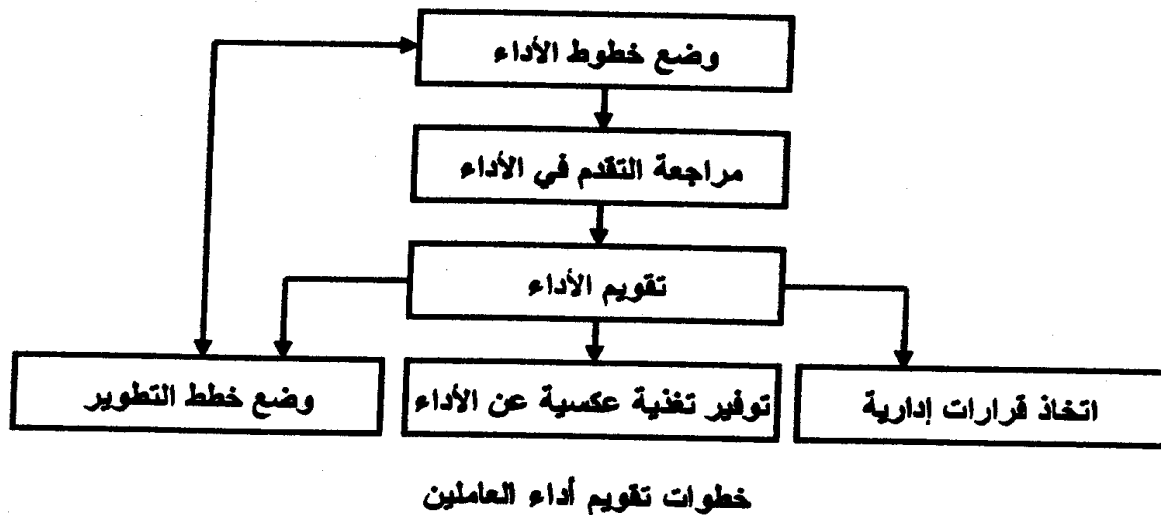 وضع خطوط الأداء
مراجعة التقدم في الأداء
تقويم الأداء
اتخاذ قرارات إدارية
توفير تغذية عكسية عن الأداء
وضع خطط التطوير
خطوات تقويم أداء العاملين